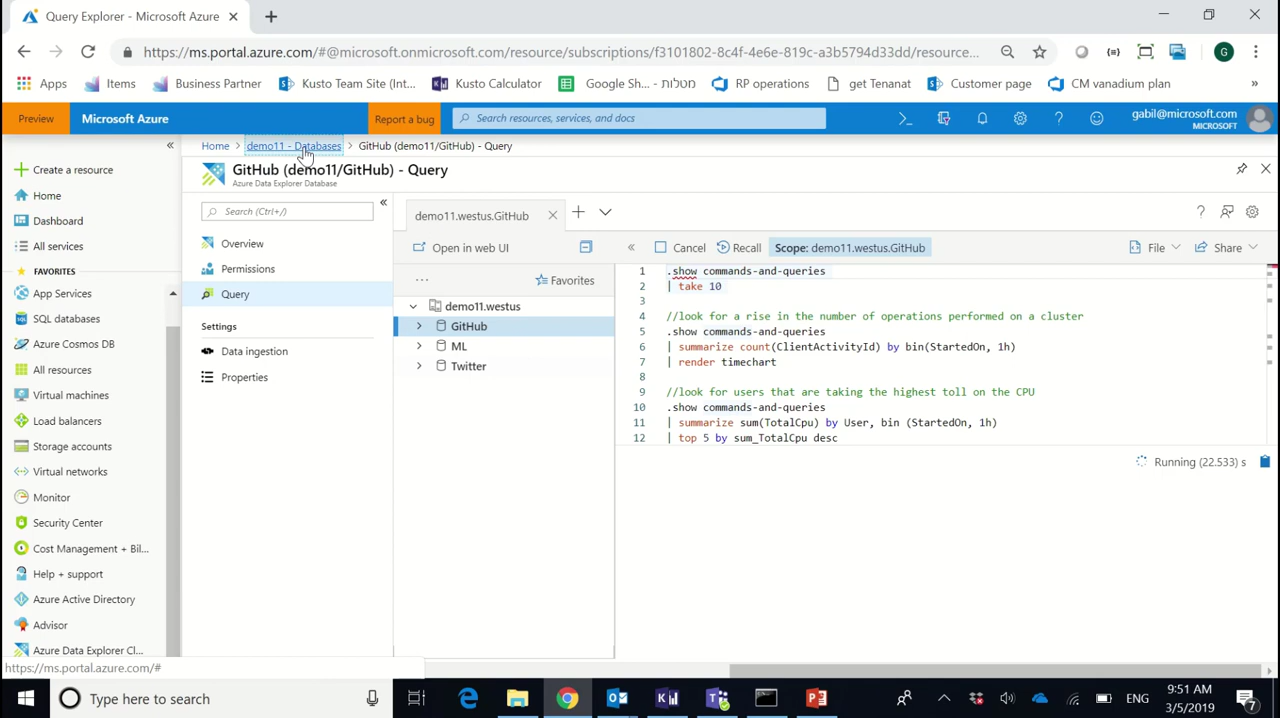 Query Explorer - Microsoft Azure
https://ms.portal.azure.com/#@microsoft.onmicrosoft.com/resource/subscriptions/f3101802-8c4f-4e6e-819c-a3b5794d33dd/resource...
G
Apps Items Business Partner Kusto Team Site (Int... Kusto Calculator Google Sh... - מטלות RP operations get Tenanat Customer page CM vanadium plan »
Preview Microsoft Azure Report a bug Search resources, services, and docs gabil@microsoft.com
MICROSOFT
Home > demo11 - Databases > GitHub (demo11/GitHub) - Query
GitHub (demo11/GitHub) - Query
Azure Data Explorer Database
Create a resource
Home
Dashboard
All services
FAVORITES
App Services
SQL databases
Azure Cosmos DB
All resources
Virtual machines
Load balancers
Storage accounts
Virtual networks
Monitor
Security Center
Cost Management + Bil...
Help + support
Azure Active Directory
Advisor
Azure Data Explorer Cl...
https://ms.portal.azure.com/#
Search (Ctrl+/)
Overview
Permissions
Query
Settings
Data ingestion
Properties
demo11.westus.GitHub
Open in web UI
Cancel Recall Scope: demo11.westus.GitHub File Share
... Favorites
demo11.westus
GitHub
ML
Twitter
1 .show commands-and-queries
2 | take 10
3
4 //look for a rise in the number of operations performed on a cluster
5 .show commands-and-queries
6 | summarize count(ClientActivityId) by bin(StartedOn, 1h)
7 | render timechart
8
9 //look for users that are taking the highest toll on the CPU
10 .show commands-and-queries
11 | summarize sum(TotalCpu) by User, bin (StartedOn, 1h)
12 | top 5 by sum_TotalCpu desc
Running (22.533) s
Type here to search
ENG
9:51 AM
3/5/2019
7